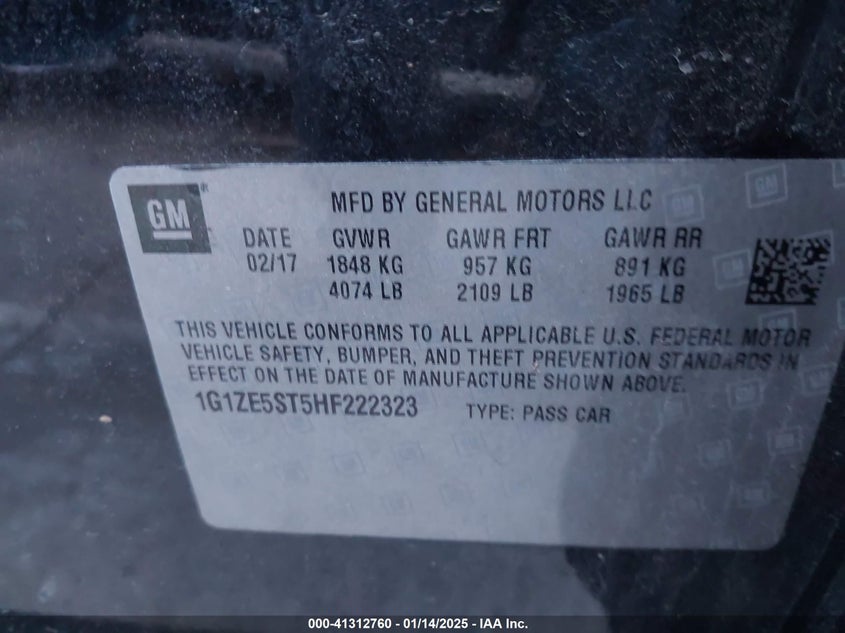 GM
MFD BY GENERAL MOTORS LLC
DATE GVWR GAWR FRT GAWR RR
02/17 1848 KG 957 KG 891 KG
4074 LB 2109 LB 1965 LB
THIS VEHICLE CONFORMS TO ALL APPLICABLE U.S. FEDERAL MOTOR
VEHICLE SAFETY, BUMPER, AND THEFT PREVENTION STANDARDS IN
EFFECT ON THE DATE OF MANUFACTURE SHOWN ABOVE.
1G1ZE5ST5HF222323 TYPE: PASS CAR
000-41312760 - 01/14/2025 - IAA Inc.